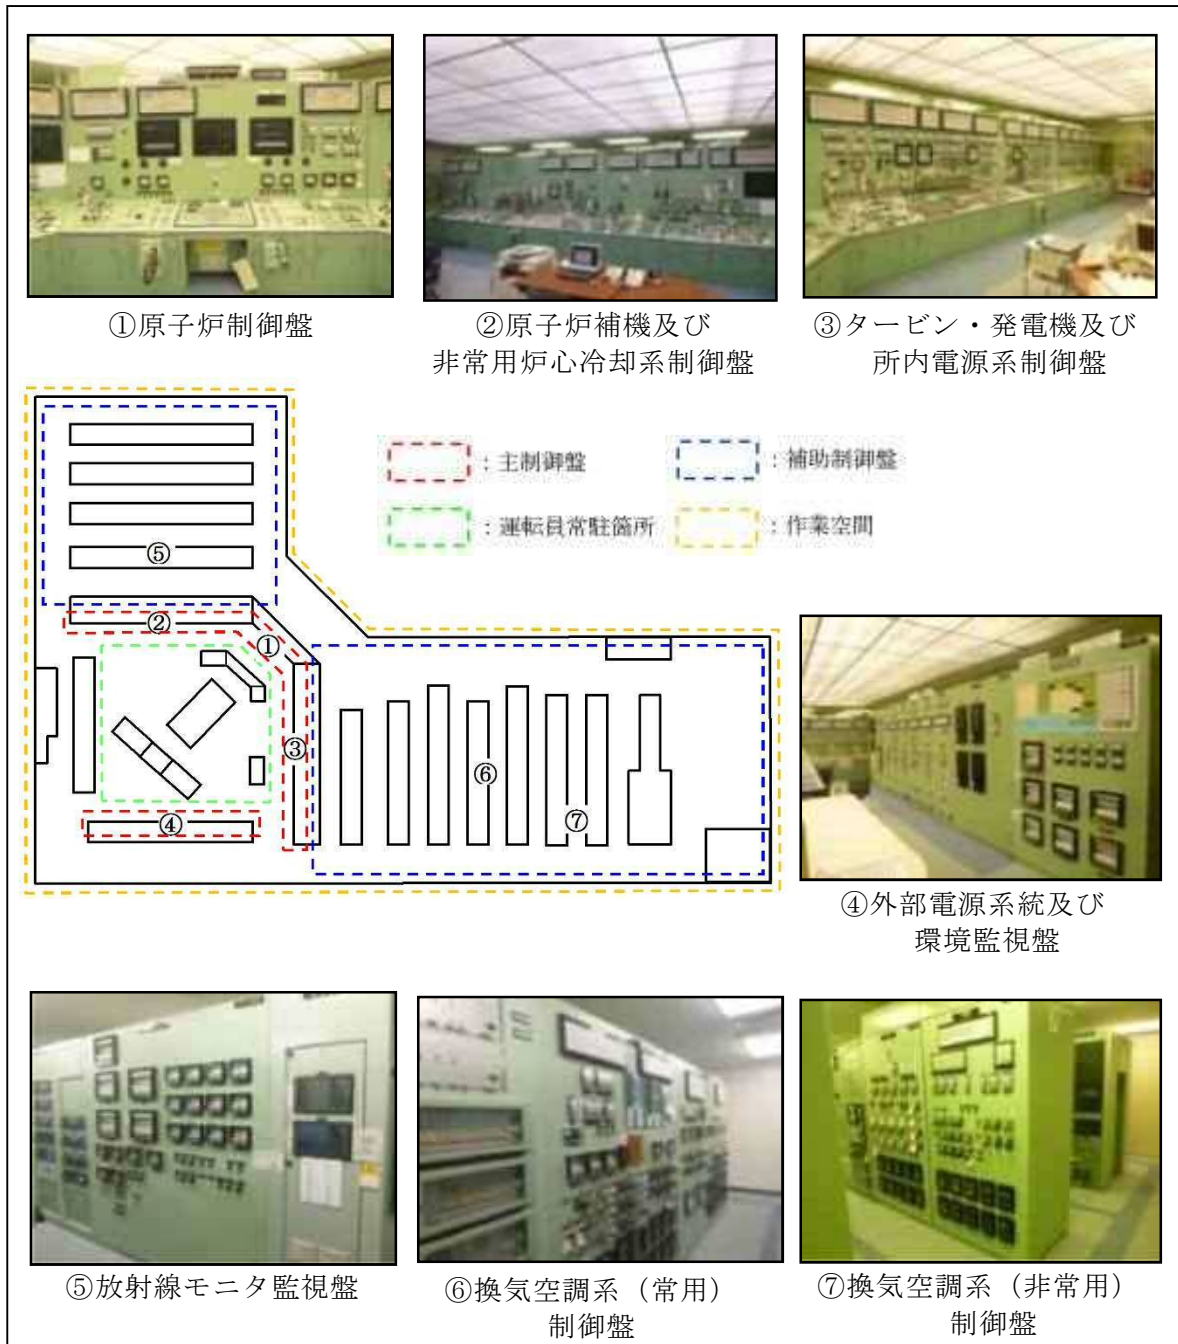 ①原子炉制御盤
②原子炉補機及び
非常用炉心冷却系制御盤
③タービン・発電機及び
所内電源系制御盤
：主制御盤
：補助制御盤
：運転員常駐箇所
：作業空間
⑤
②
①
③
④
⑥
⑦
④外部電源系統及び
環境監視盤
⑤放射線モニタ監視盤
⑥換気空調系（常用）
制御盤
⑦換気空調系（非常用）
制御盤